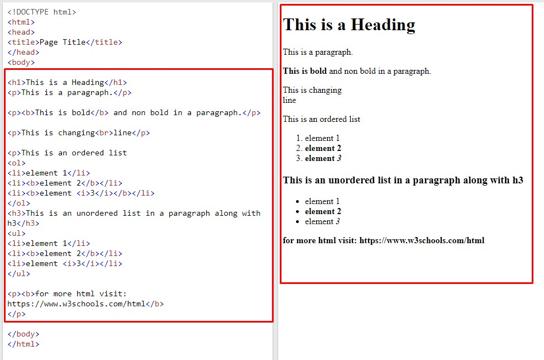 <!DOCTYPE html>
<html>
<head>
<title>Page Title</title>
</head>
<body>
<h1>This is a Heading</h1>
<p>This is a paragraph.</p>
<p><b>This is bold</b> and non bold in a paragraph.</p>
<p>This is changing<br>line</p>
<p>This is an ordered list
<ol>
<li>element 1</li>
<li><b>element 2</b></li>
<li><b>element <i>3</i></b></li>
</ol>
<h3>This is an unordered list in a paragraph along with
h3</h3>
<ul>
<li>element 1</li>
<li><b>element 2</b></li>
<li>element <i>3</i></li>
</ul>
<p><b>for more html visit:
https://www.w3schools.com/html</b>
</p>
</body>
</html>
This is a Heading
This is a paragraph.
This is bold and non bold in a paragraph.
This is changing
line
This is an ordered list
1. element 1
2. element 2
3. element 3
This is an unordered list in a paragraph along with h3
• element 1
• element 2
• element 3
for more html visit: https://www.w3schools.com/html